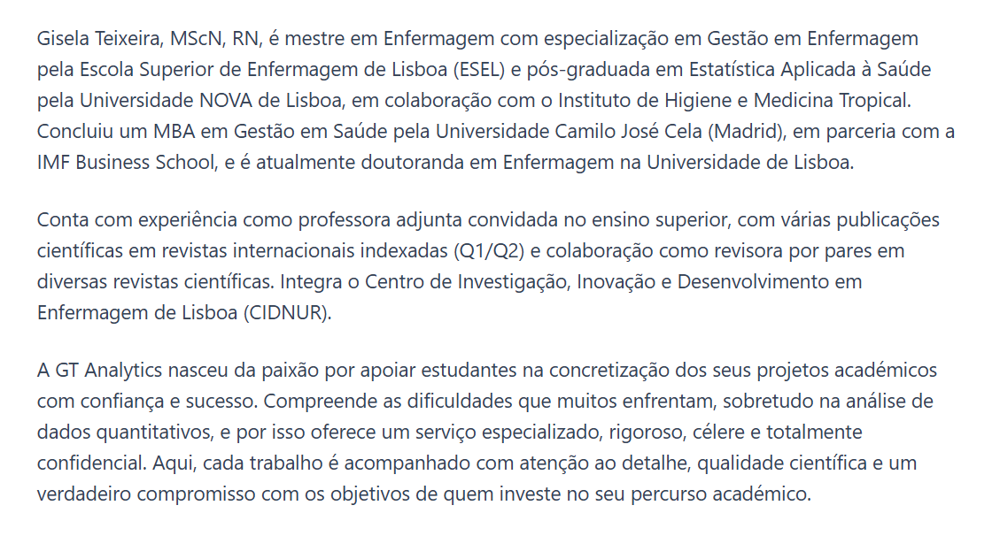 Gisela Teixeira, MScN, RN, é mestre em Enfermagem com especialização em Gestão em Enfermagem
pela Escola Superior de Enfermagem de Lisboa (ESEL) e pós-graduada em Estatística Aplicada à Saúde
pela Universidade NOVA de Lisboa, em colaboração com o Instituto de Higiene e Medicina Tropical.
Concluiu um MBA em Gestão em Saúde pela Universidade Camilo José Cela (Madrid), em parceria com a
IMF Business School, e é atualmente doutoranda em Enfermagem na Universidade de Lisboa.
Conta com experiência como professora adjunta convidada no ensino superior, com várias publicações
científicas em revistas internacionais indexadas (Q1/Q2) e colaboração como revisora por pares em
diversas revistas científicas. Integra o Centro de Investigação, Inovação e Desenvolvimento em
Enfermagem de Lisboa (CIDNUR).
A GT Analytics nasceu da paixão por apoiar estudantes na concretização dos seus projetos académicos
com confiança e sucesso. Compreende as dificuldades que muitos enfrentam, sobretudo na análise de
dados quantitativos, e por isso oferece um serviço especializado, rigoroso, célere e totalmente
confidencial. Aqui, cada trabalho é acompanhado com atenção ao detalhe, qualidade científica e um
verdadeiro compromisso com os objetivos de quem investe no seu percurso académico.